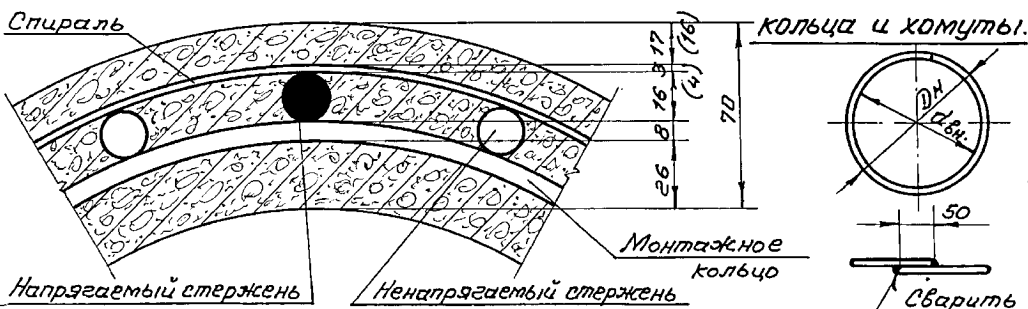 Спираль
кольца и хомуты.
17 (16)
3 (4)
16
8
26
70
Dн
dвн.
50
Монтажное
кольцо
Напрягаемый стержень
Ненапрягаемый стержень
Сварить